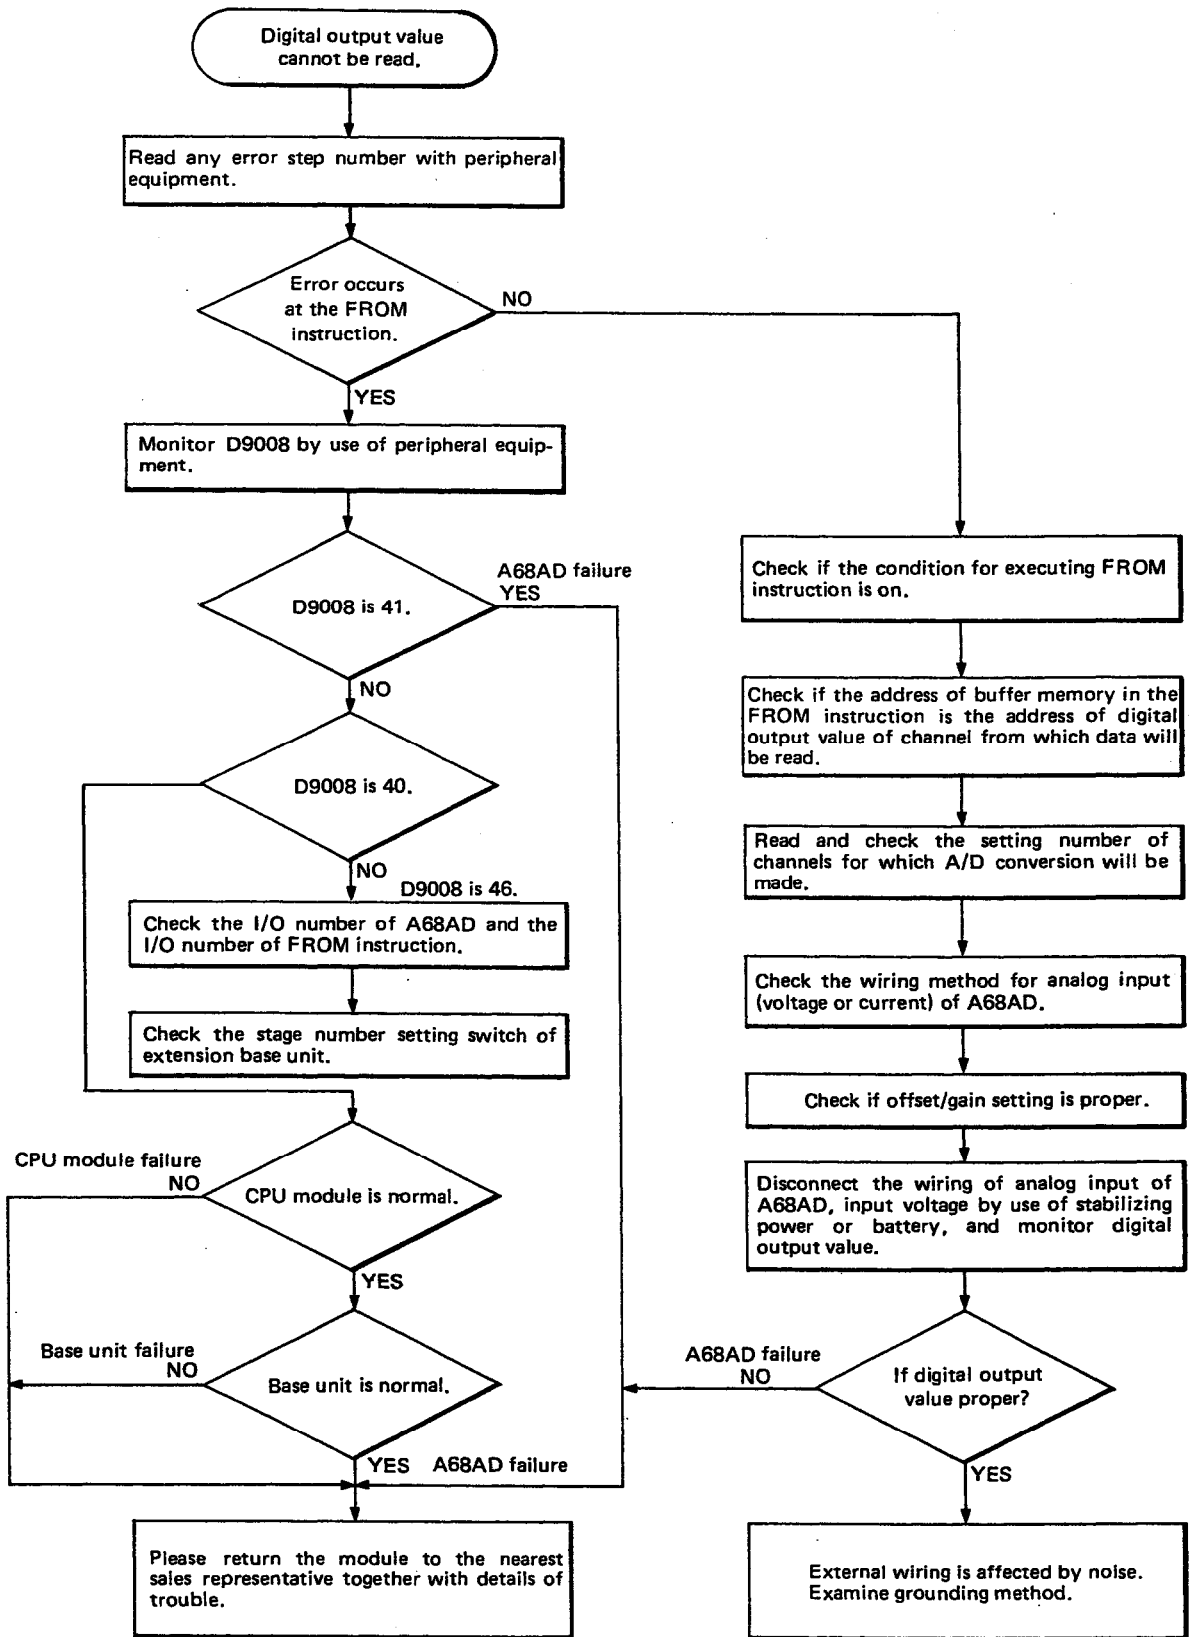 Digital output value
cannot be read.
Read any error step number with peripheral
equipment.
Error occurs
at the FROM
instruction.
NO
YES
Monitor D9008 by use of peripheral equip-
ment.
D9008 is 41.
A68AD failure
YES
NO
D9008 is 40.
NO
D9008 is 46.
Check the I/O number of A68AD and the
I/O number of FROM instruction.
Check the stage number setting switch of
extension base unit.
CPU module failure
NO
CPU module is normal.
YES
Base unit failure
NO
Base unit is normal.
YES
A68AD failure
Please return the module to the nearest
sales representative together with details of
trouble.
Check if the condition for executing FROM
instruction is on.
Check if the address of buffer memory in the
FROM instruction is the address of digital
output value of channel from which data will
be read.
Read and check the setting number of
channels for which A/D conversion will be
made.
Check the wiring method for analog input
(voltage or current) of A68AD.
Check if offset/gain setting is proper.
Disconnect the wiring of analog input of
A68AD, input voltage by use of stabilizing
power or battery, and monitor digital
output value.
A68AD failure
NO
If digital output
value proper?
YES
External wiring is affected by noise.
Examine grounding method.